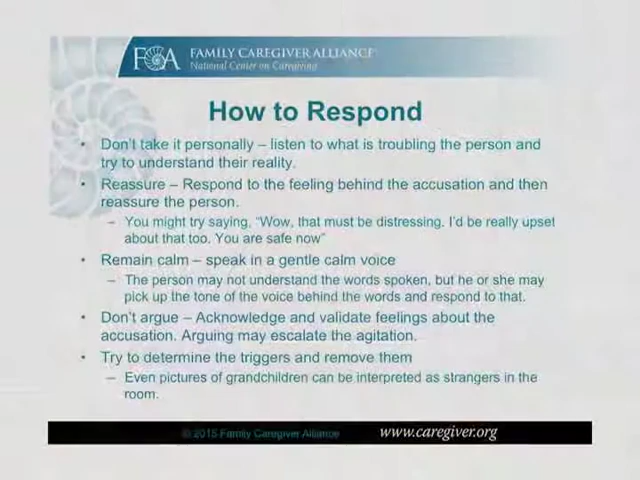 FCA FAMILY CAREGIVER ALLIANCE
National Center on Caregiving
How to Respond
• Don't take it personally – listen to what is troubling the person and
try to understand their reality.
• Reassure – Respond to the feeling behind the accusation and then
reassure the person.
– You might try saying, "Wow, that must be distressing. I'd be really upset
about that too. You are safe now"
• Remain calm – speak in a gentle calm voice
– The person may not understand the words spoken, but he or she may
pick up the tone of the voice behind the words and respond to that.
• Don't argue – Acknowledge and validate feelings about the
accusation. Arguing may escalate the agitation.
• Try to determine the triggers and remove them
– Even pictures of grandchildren can be interpreted as strangers in the
room.
© 2015 Family Caregiver Alliance www.caregiver.org